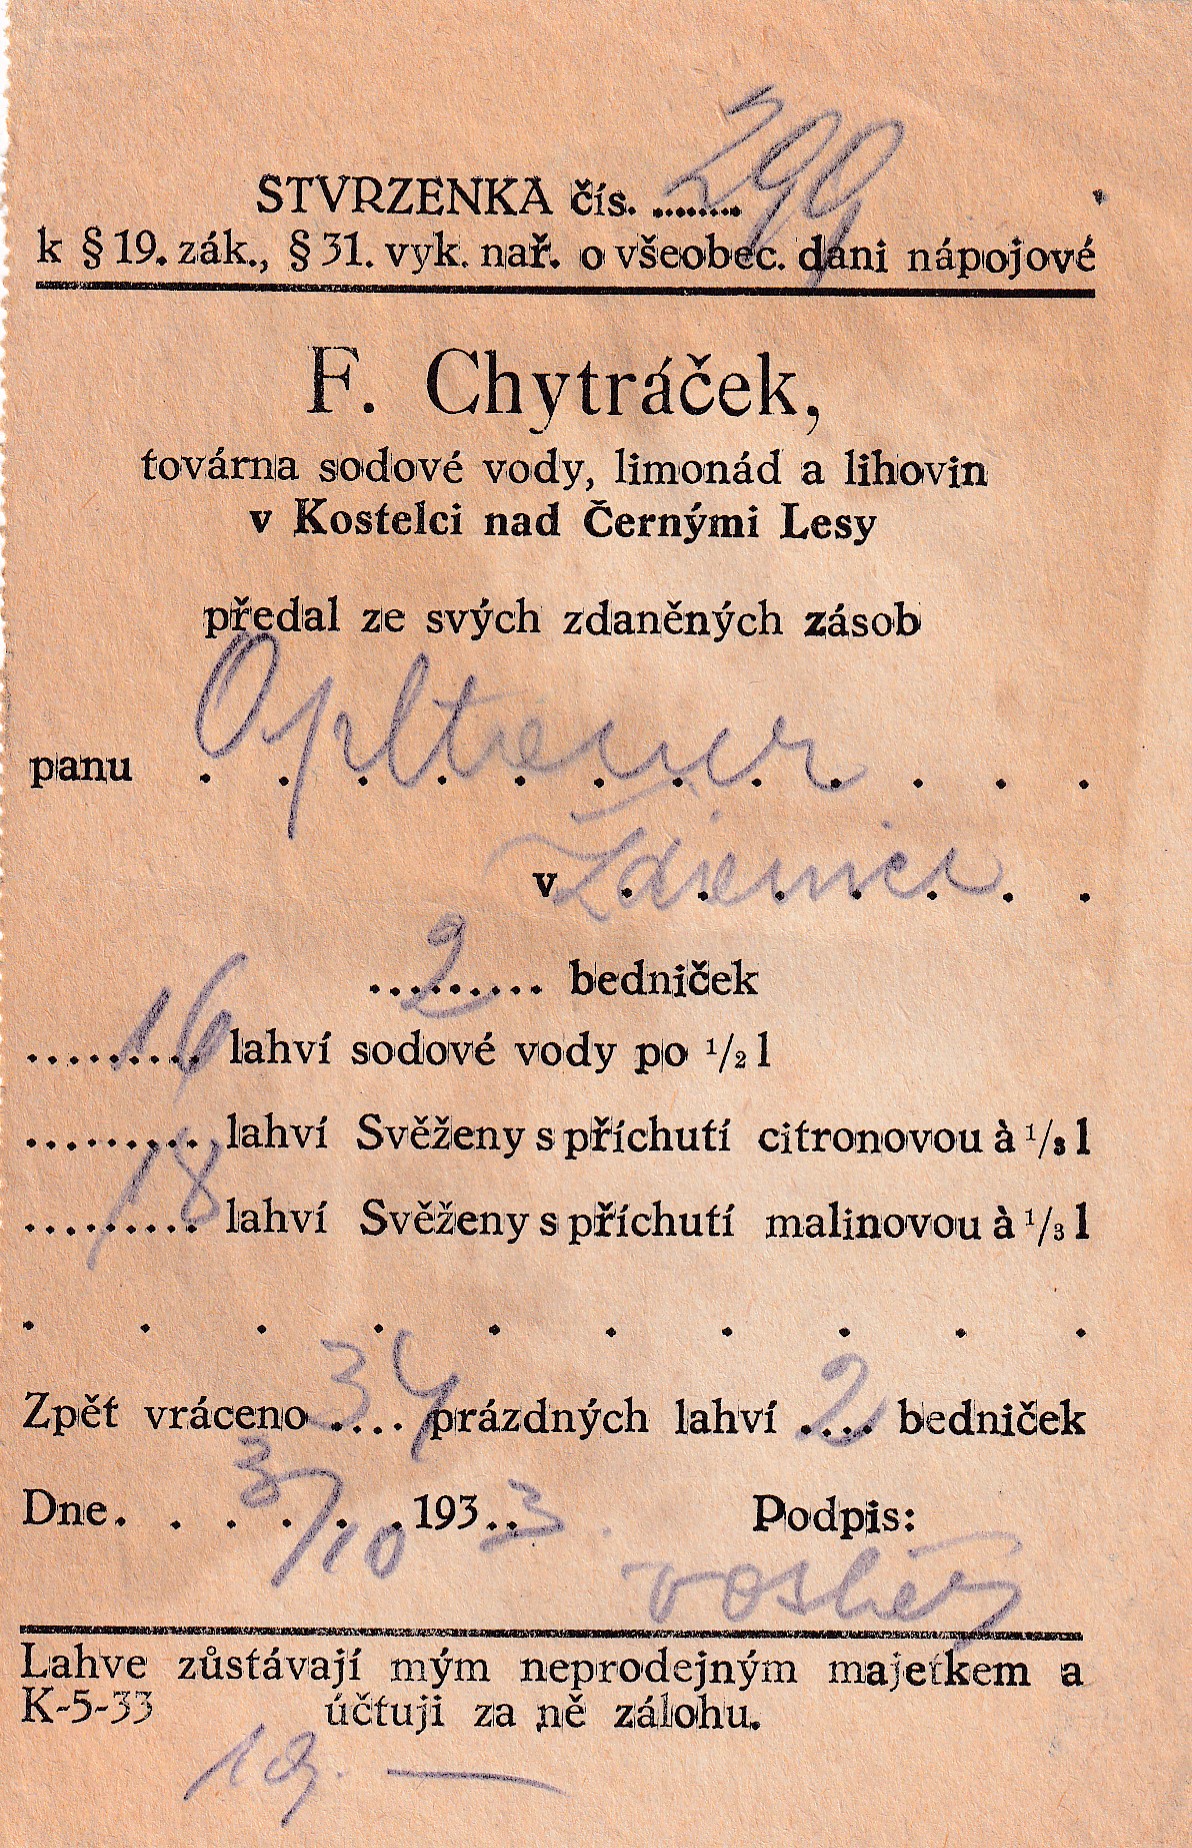 STVRZENKA čís. ........ 299
k § 19. zák., § 31. vyk. nař. o všeobec. dani nápojové
F. Chytráček,
továrna sodové vody, limonád a lihovin
v Kostelci nad Černými Lesy
předal ze svých zdaněných zásob
panu . . . . . . . . . . . .
v . . . . . . .
2 bedniček
16 lahví sodové vody po 1/2 l
......... lahví Svěženy s příchutí citronovou à 1/3 l
18 lahví Svěženy s příchutí malinovou à 1/3 l
. . . . . . . . . .
Zpět vráceno 34 prázdných lahví 2 bedniček
Dne 3/10 1933. Podpis:
Lahve zůstávají mým neprodejným majetkem a
K-5-33 účtuji za ně zálohu.